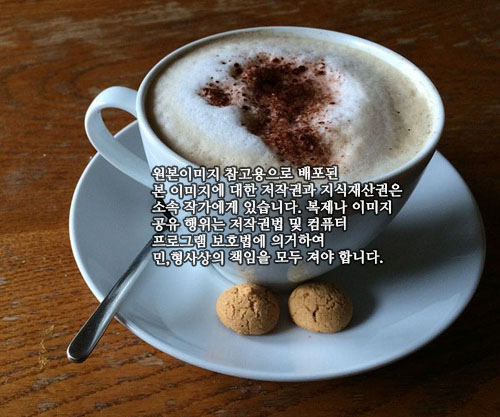 원본이미지 참고용으로 배포된
본 이미지에 대한 저작권과 지식재산권은
소속 작가에게 있습니다. 복제나 이미지
공유 행위는 저작권법 및 컴퓨터
프로그램 보호법에 의거하여
민,형사상의 책임을 모두 져야 합니다.